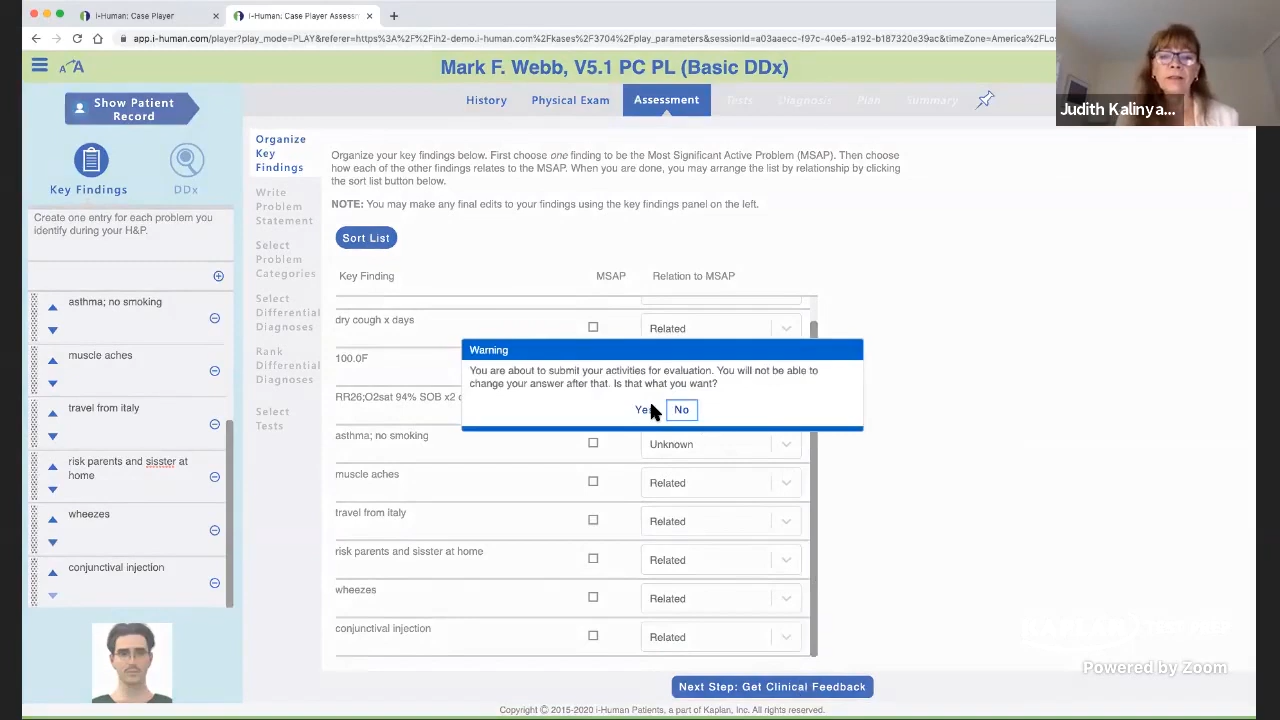 i-Human: Case Player
i-Human: Case Player Assessm
app.i-human.com/player?play_mode=PLAY&referer=https%3A%2F%2Fih2-demo.i-human.com%2Fkases%2F3704%2Fplay_parameters&sessionId=a03aaecc-f97c-40e5-a192-b187320e39ac&timeZone=America%2FLos
Judith Kalinya...
Mark F. Webb, V5.1 PC PL (Basic DDx)
Show Patient
Record
History
Physical Exam
Assessment
Tests
Diagnosis
Plan
Summary
Key Findings
DDx
Create one entry for each problem you
identify during your H&P.
asthma; no smoking
muscle aches
travel from italy
risk parents and sisster at
home
wheezes
conjunctival injection
Organize
Key
Findings
Write
Problem
Statement
Select
Problem
Categories
Select
Differential
Diagnoses
Rank
Differential
Diagnoses
Select
Tests
Organize your key findings below. First choose one finding to be the Most Significant Active Problem (MSAP). Then choose
how each of the other findings relates to the MSAP. When you are done, you may arrange the list by relationship by clicking
the sort list button below.
NOTE: You may make any final edits to your findings using the key findings panel on the left.
Sort List
Key Finding MSAP Relation to MSAP
dry cough x days Related
100.0F
RR26;O2sat 94% SOB x2
Warning
You are about to submit your activities for evaluation. You will not be able to
change your answer after that. Is that what you want?
Yes No
asthma; no smoking Unknown
muscle aches Related
travel from italy Related
risk parents and sisster at home Related
wheezes Related
conjunctival injection Related
Powered by Zoom
Next Step: Get Clinical Feedback
Copyright © 2015-2020 i-Human Patients, a part of Kaplan, Inc. All rights reserved.